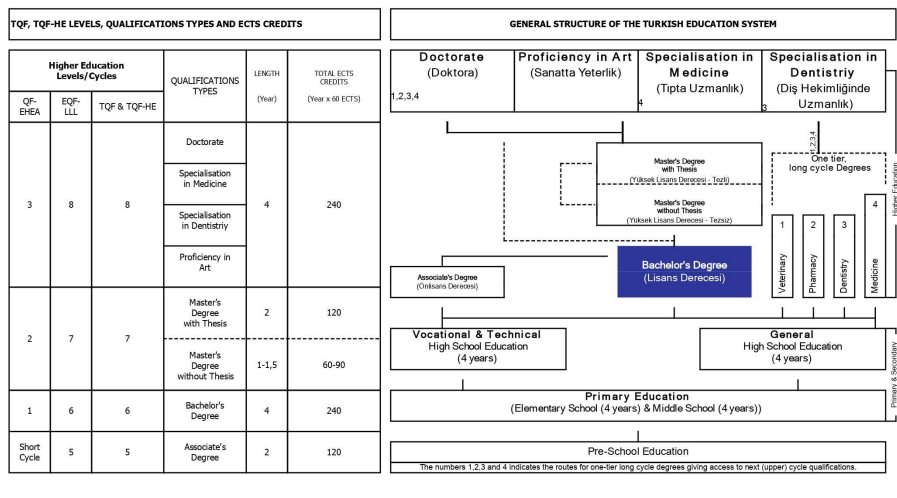 TQF, TQF-HE LEVELS, QUALIFICATIONS TYPES AND ECTS CREDITS
Higher Education
Levels/Cycles
QF-
EHEA
EQF-
LLL
TQF & TQF-HE
QUALIFICATIONS
TYPES
LENGTH
(Year)
TOTAL ECTS
CREDITS
(Year x 60 ECTS)
3
8
8
Doctorate
Specialisation
in Medicine
Specialisation
in Dentistriy
Proficiency in
Art
4
240
2
7
7
Master's
Degree
with Thesis
2
120
Master's
Degree
without Thesis
1-1,5
60-90
1
6
6
Bachelor's
Degree
4
240
Short
Cycle
5
5
Associate's
Degree
2
120
GENERAL STRUCTURE OF THE TURKISH EDUCATION SYSTEM
Doctorate
(Doktora)
1,2,3,4
Proficiency in Art
(Sanatta Yeterlik)
Specialisation in
Medicine
(Tıpta Uzmanlık)
4
Specialisation in
Dentistriy
(Diş Hekimliğinde
Uzmanlık)
3
1,2,3,4
One tier,
long cycle Degrees
Master's Degree
with Thesis
(Yüksek Lisans Derecesi - Tezli)
Master's Degree
without Thesis
(Yüksek Lisans Derecesi - Tezsiz)
Associate's Degree
(Önlisans Derecesi)
Bachelor's Degree
(Lisans Derecesi)
1
Veterinary
2
Pharmacy
3
Dentistry
4
Medicine
Higher Education
Vocational & Technical
High School Education
(4 years)
General
High School Education
(4 years)
Primary Education
(Elementary School (4 years) & Middle School (4 years))
Primary & Secondary
Pre-School Education
The numbers 1,2,3 and 4 indicates the routes for one-tier long cycle degrees giving access to next (upper) cycle qualifications.